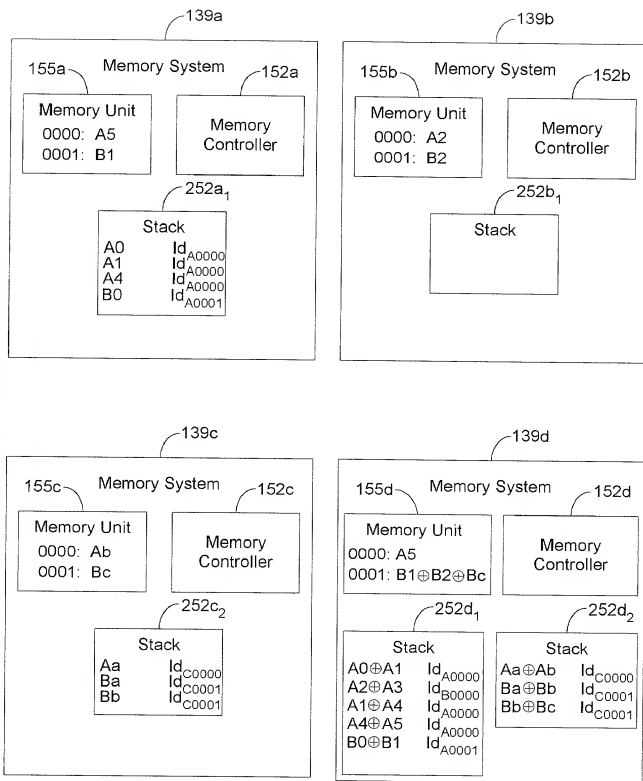 139a
Memory System
155a
152a
Memory Unit
0000: A5
0001: B1
Memory
Controller
252a1
Stack
A0 IdA0000
A1 IdA0000
A4 IdA0000
B0 IdA0001
139b
Memory System
155b
152b
Memory Unit
0000: A2
0001: B2
Memory
Controller
252b1
Stack
139c
Memory System
155c
152c
Memory Unit
0000: Ab
0001: Bc
Memory
Controller
252c2
Stack
Aa IdC0000
Ba IdC0001
Bb IdC0001
139d
Memory System
155d
152d
Memory Unit
0000: A5
0001: B1⊕B2⊕Bc
Memory
Controller
252d1
Stack
A0⊕A1 IdA0000
A2⊕A3 IdB0000
A1⊕A4 IdA0000
A4⊕A5 IdA0000
B0⊕B1 IdA0001
252d2
Stack
Aa⊕Ab IdC0000
Ba⊕Bb IdC0001
Bb⊕Bc IdC0001